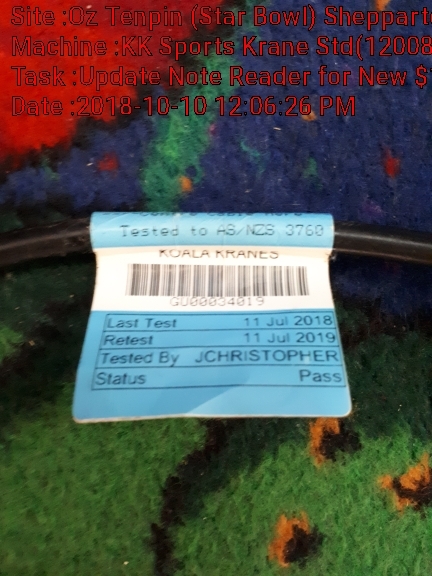 Site :Oz Tenpin (Star Bowl) Sheppart
Machine :KK Sports Krane Std(12008
Task :Update Note Reader for New $
Date :2018-10-10 12:06:26 PM
Tested to AS/NZS 3760
KOALA KRANES
GU00034019
Last Test 11 Jul 2018
Retest 11 Jul 2019
Tested By JCHRISTOPHER
Status Pass